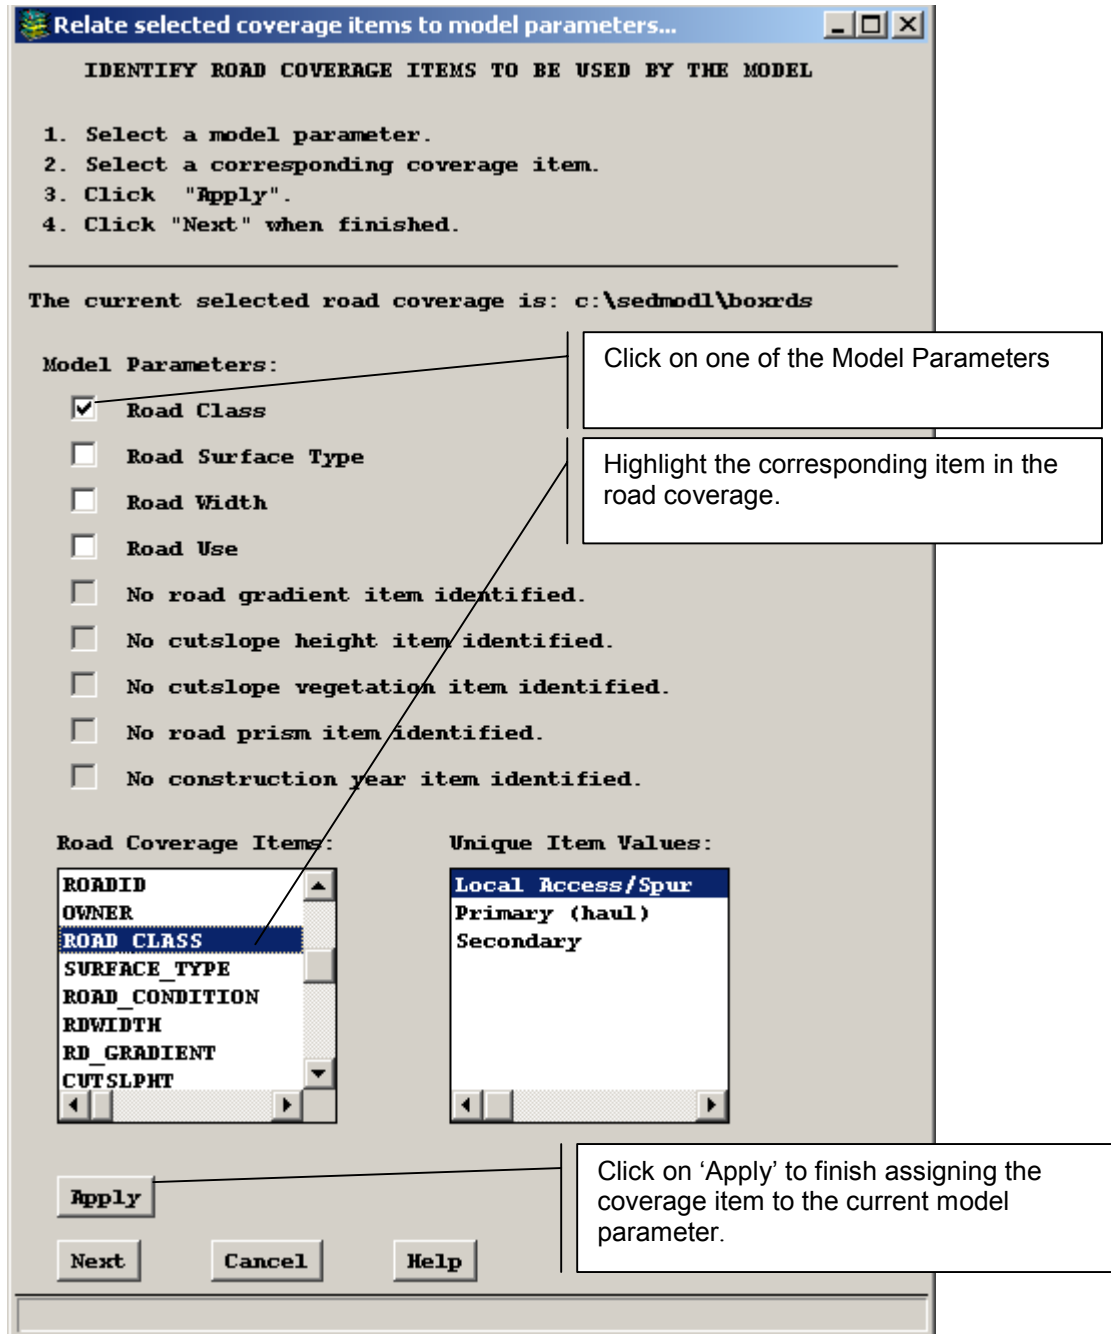 Relate selected coverage items to model parameters...
IDENTIFY ROAD COVERAGE ITEMS TO BE USED BY THE MODEL
1. Select a model parameter.
2. Select a corresponding coverage item.
3. Click "Apply".
4. Click "Next" when finished.
The current selected road coverage is: c:\sedmodl\boxrds
Click on one of the Model Parameters
Model Parameters:
Road Class
Road Surface Type
Highlight the corresponding item in the
road coverage.
Road Width
Road Use
No road gradient item identified.
No cutslope height item identified.
No cutslope vegetation item identified.
No road prism item identified.
No construction year item identified.
Road Coverage Items:
ROADID
OWNER
ROAD_CLASS
SURFACE_TYPE
ROAD_CONDITION
RDWIDTH
RD_GRADIENT
CUTSLPHT
Unique Item Values:
Local Access/Spur
Primary (haul)
Secondary
Click on ‘Apply’ to finish assigning the
coverage item to the current model
parameter.
Apply
Next
Cancel
Help